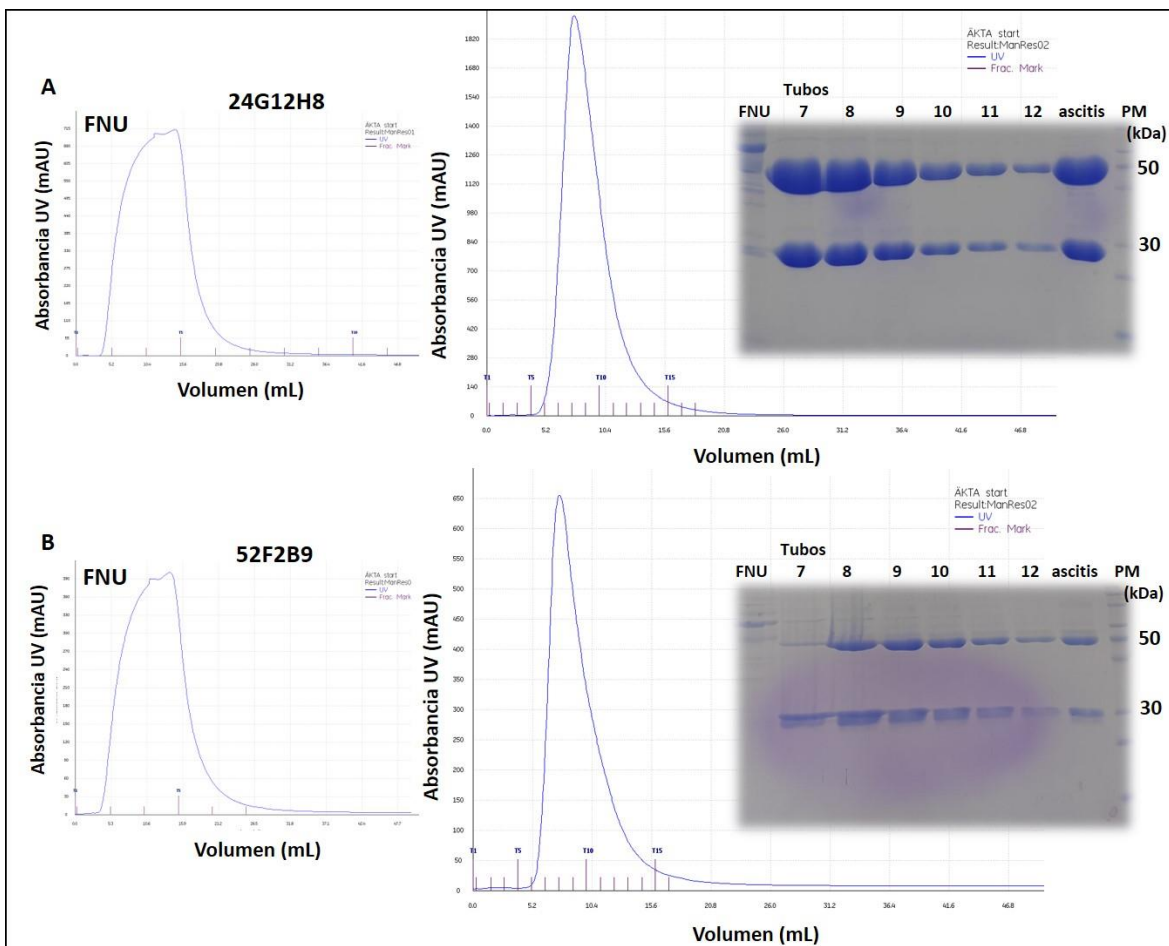 A
24G12H8
FNU
ÄKTA start
Result:ManRes01
UV
Frac. Mark
Absorbancia UV (mAU)
Volumen (mL)
ÄKTA start
Result:ManRes02
UV
Frac. Mark
1820
1680
1540
1400
1260
1120
980
840
700
560
420
280
140
0
T1
T5
T10
T15
0.0
5.2
10.4
15.6
20.8
26.0
31.2
36.4
41.6
46.8
Absorbancia UV (mAU)
Volumen (mL)
Tubos
FNU 7 8 9 10 11 12 ascitis PM
(kDa)
50
30
B
52F2B9
FNU
ÄKTA start
Result:ManRes0
UV
Frac. Mark
Absorbancia UV (mAU)
Volumen (mL)
ÄKTA start
Result:ManRes02
UV
Frac. Mark
650
600
550
500
450
400
350
300
250
200
150
100
50
0
T1
T5
T10
T15
0.0
5.2
10.4
15.6
20.8
26.0
31.2
36.4
41.6
46.8
Absorbancia UV (mAU)
Volumen (mL)
Tubos
FNU 7 8 9 10 11 12 ascitis PM
(kDa)
50
30